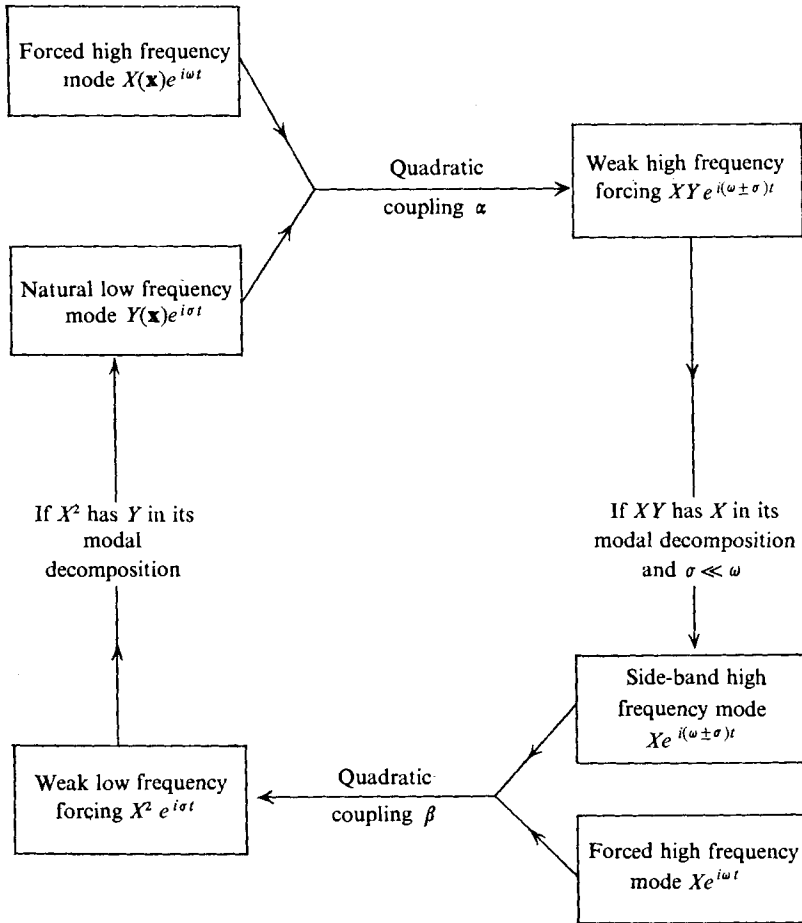 Forced high frequency
mode X(𝐱)e^{iωt}
Quadratic
coupling α
Weak high frequency
forcing XY e^{i(ω±σ)t}
Natural low frequency
mode Y(𝐱)e^{iσt}
If X² has Y in its
modal
decomposition
If XY has X in its
modal decomposition
and σ ≪ ω
Side-band high
frequency mode
Xe^{i(ω±σ)t}
Weak low frequency
forcing X² e^{iσt}
Quadratic
coupling β
Forced high frequency
mode Xe^{iωt}